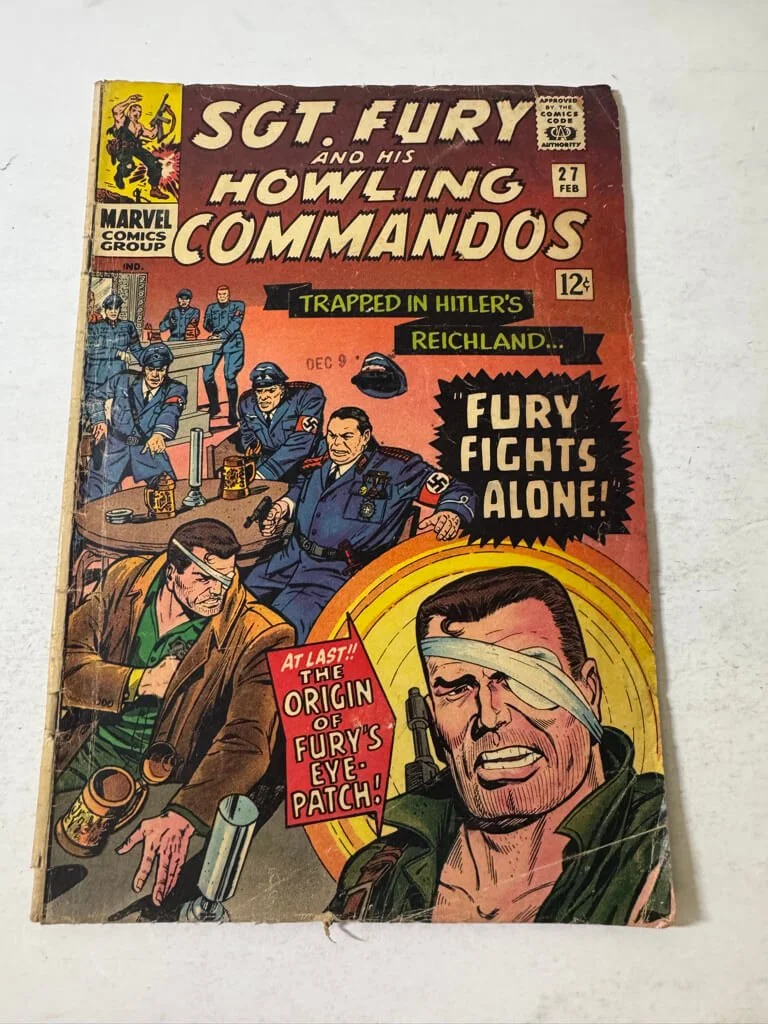 SGT. FURY
AND HIS
HOWLING
COMMANDOS
APPROVED
BY THE
COMICS
CODE
CA
AUTHORITY
27
FEB
MARVEL
COMICS
GROUP
IND.
12¢
TRAPPED IN HITLER'S
REICHLAND...
DEC 9
"FURY
FIGHTS
ALONE!"
AT LAST!!
THE
ORIGIN
OF
FURY'S
EYE-
PATCH!